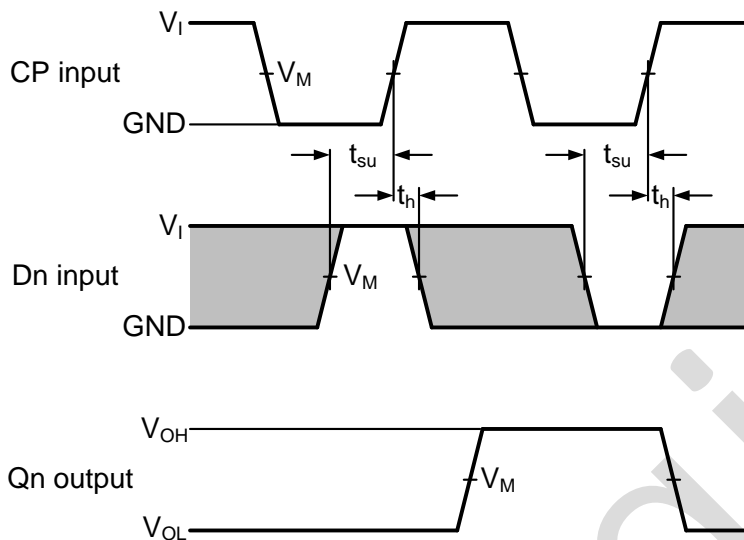 V_I
CP input
V_M
GND
t_su
t_su
t_h
t_h
V_I
Dn input
V_M
GND
V_OH
Qn output
V_M
V_OL